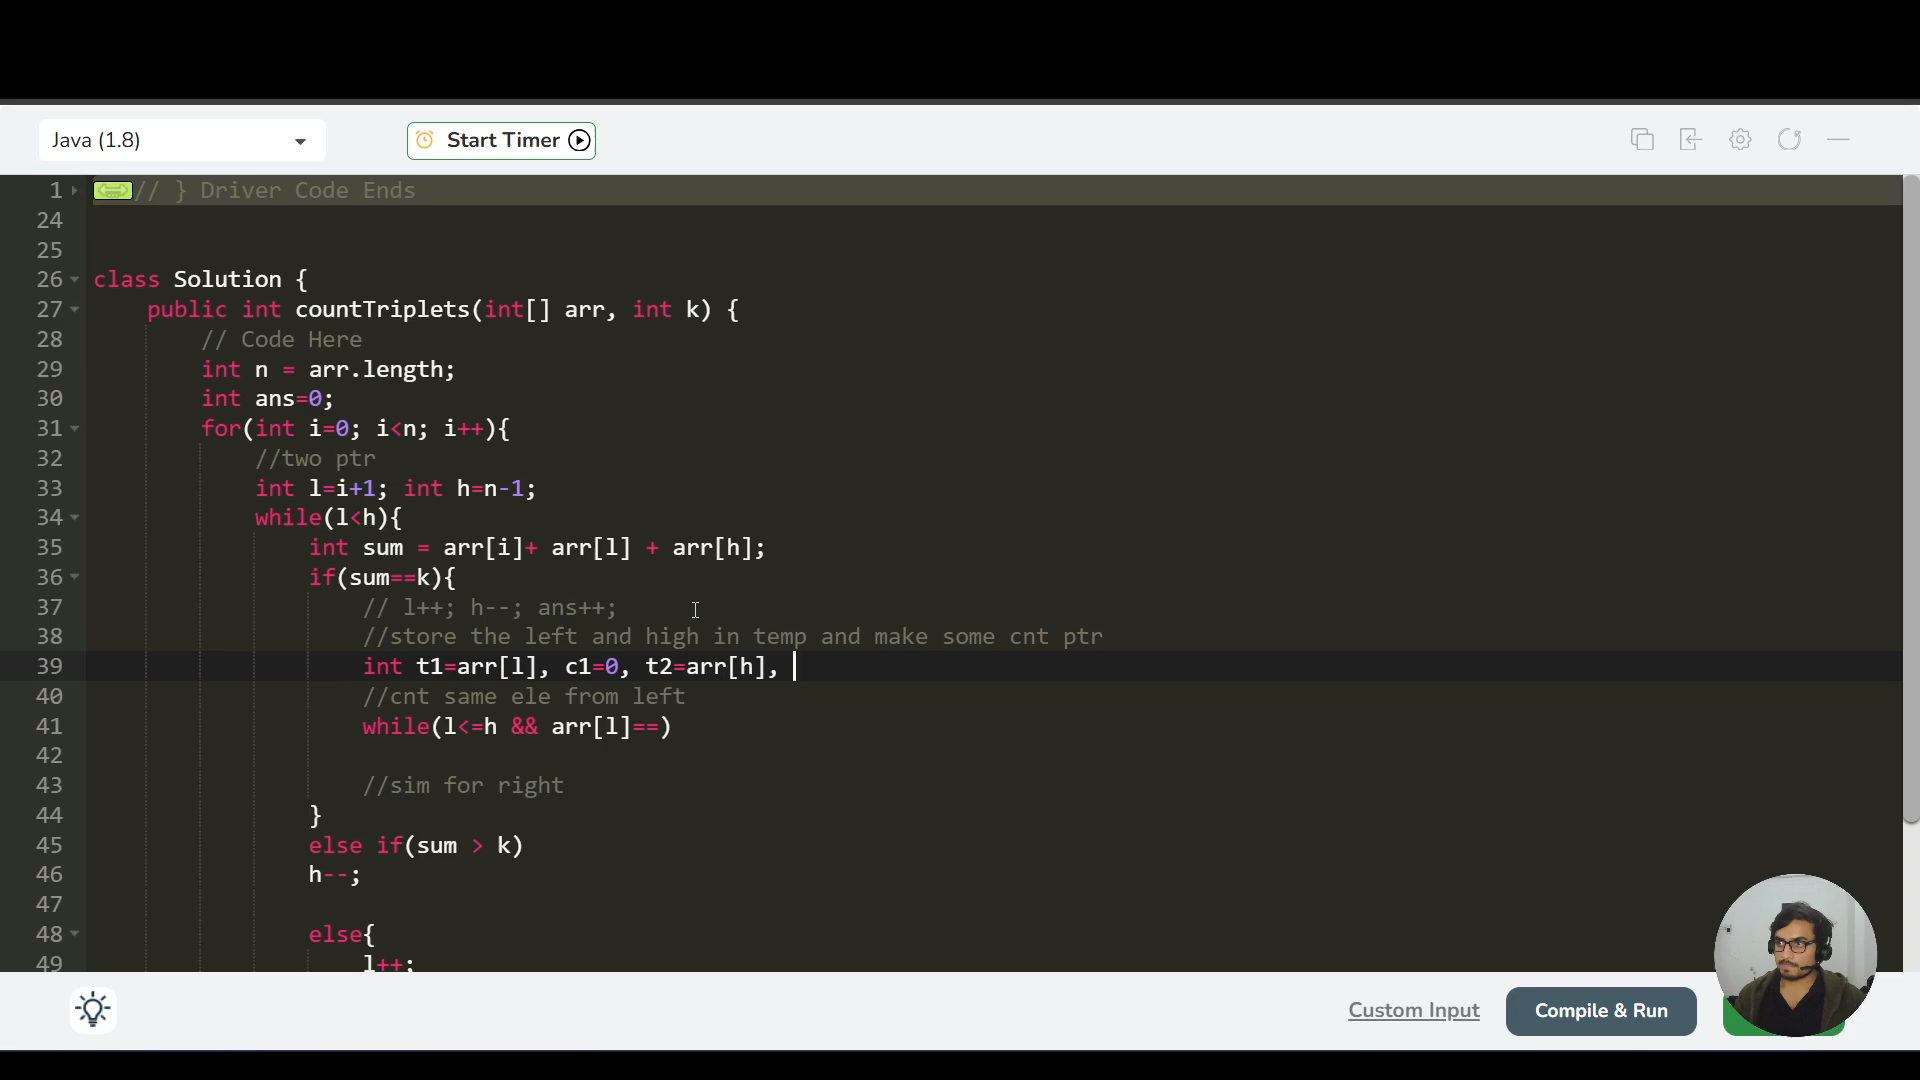 Java (1.8)
Start Timer
1 // } Driver Code Ends
24
25
26 class Solution {
27 public int countTriplets(int[] arr, int k) {
28 // Code Here
29 int n = arr.length;
30 int ans=0;
31 for(int i=0; i<n; i++){
32 //two ptr
33 int l=i+1; int h=n-1;
34 while(l<h){
35 int sum = arr[i]+ arr[l] + arr[h];
36 if(sum==k){
37 // l++; h--; ans++;
38 //store the left and high in temp and make some cnt ptr
39 int t1=arr[l], c1=0, t2=arr[h],
40 //cnt same ele from left
41 while(l<=h && arr[l]==)
42
43 //sim for right
44 }
45 else if(sum > k)
46 h--;
47
48 else{
49 l++;
Custom Input
Compile & Run